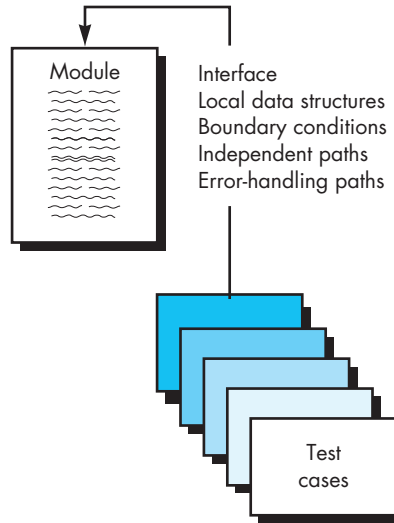 Module
Interface
Local data structures
Boundary conditions
Independent paths
Error-handling paths
Test
cases